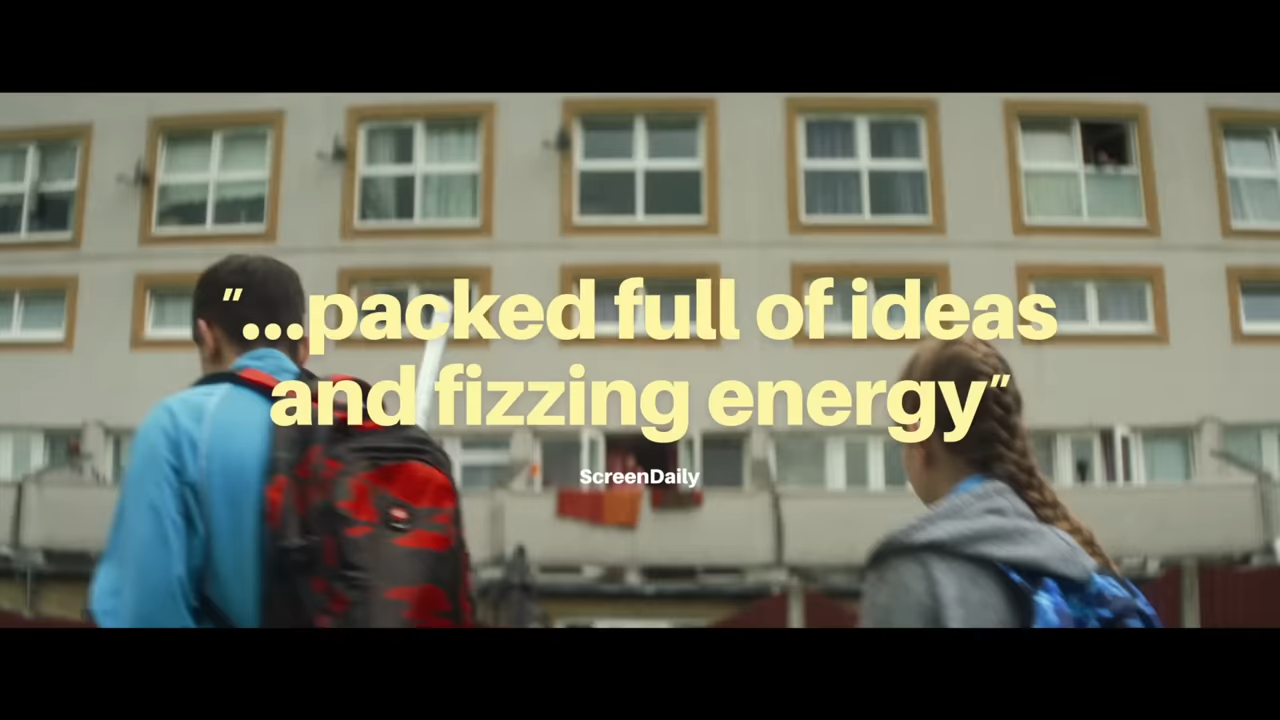 "...packed full of ideas
and fizzing energy"
ScreenDaily